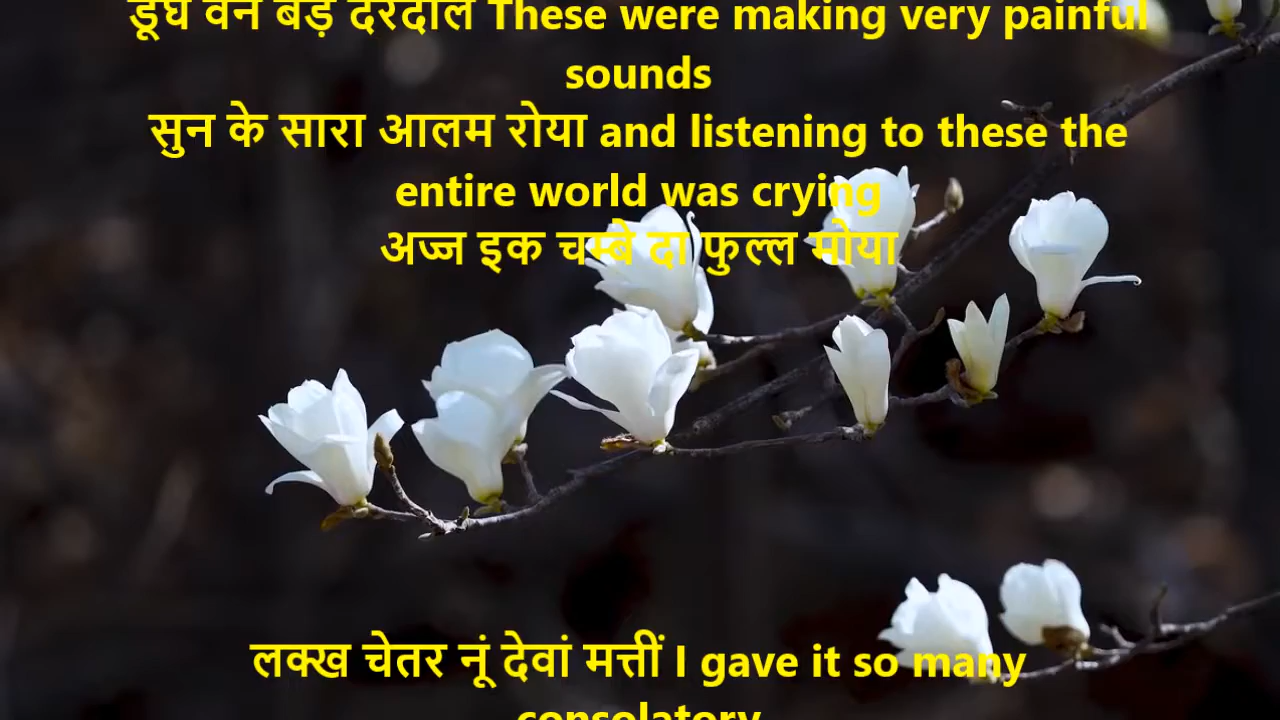 डूंघे वैन बड़े दरदीले These were making very painful
sounds
सुन के सारा आलम रोया and listening to these the
entire world was crying
अज्ज इक चम्बे दा फुल्ल मोया
लक्ख चेतर नूं देवां मत्तीं I gave it so many
consolatory